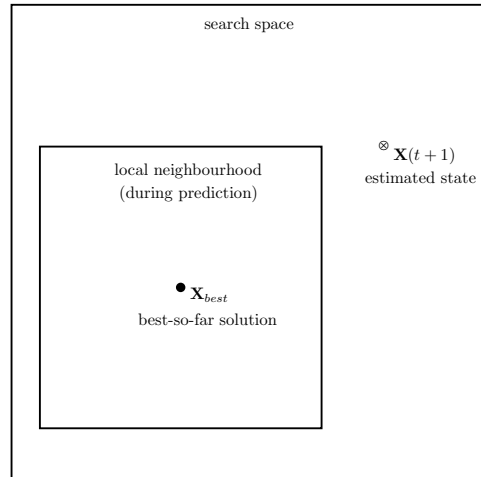 search space
⊗ X(t + 1)
estimated state
local neighbourhood
(during prediction)
X_best
best-so-far solution